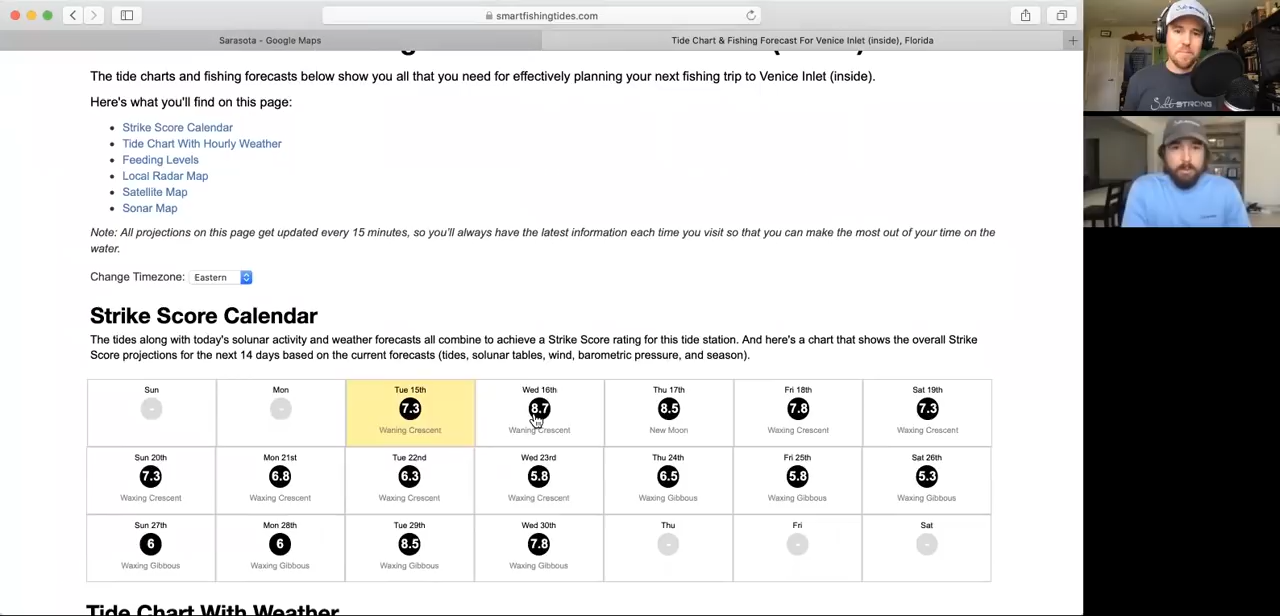 smartfishingtides.com
Sarasota - Google Maps
Tide Chart & Fishing Forecast For Venice Inlet (inside), Florida
The tide charts and fishing forecasts below show you all that you need for effectively planning your next fishing trip to Venice Inlet (inside).
Here's what you'll find on this page:
Strike Score Calendar
Tide Chart With Hourly Weather
Feeding Levels
Local Radar Map
Satellite Map
Sonar Map
Note: All projections on this page get updated every 15 minutes, so you'll always have the latest information each time you visit so that you can make the most out of your time on the
water.
Change Timezone: Eastern
Strike Score Calendar
The tides along with today's solunar activity and weather forecasts all combine to achieve a Strike Score rating for this tide station. And here's a chart that shows the overall Strike
Score projections for the next 14 days based on the current forecasts (tides, solunar tables, wind, barometric pressure, and season).
Sun Mon Tue 15th Wed 16th Thu 17th Fri 18th Sat 19th
- - 7.3 8.7 8.5 7.8 7.3
Waning Crescent Waning Crescent New Moon Waxing Crescent Waxing Crescent
Sun 20th Mon 21st Tue 22nd Wed 23rd Thu 24th Fri 25th Sat 26th
7.3 6.8 6.3 5.8 6.5 5.8 5.3
Waxing Crescent Waxing Crescent Waxing Crescent Waxing Crescent Waxing Gibbous Waxing Gibbous Waxing Gibbous
Sun 27th Mon 28th Tue 29th Wed 30th Thu Fri Sat
6 6 8.5 7.8 - - -
Waxing Gibbous Waxing Gibbous Waxing Gibbous Waxing Gibbous
Tide Chart With Weather
Salt STRONG